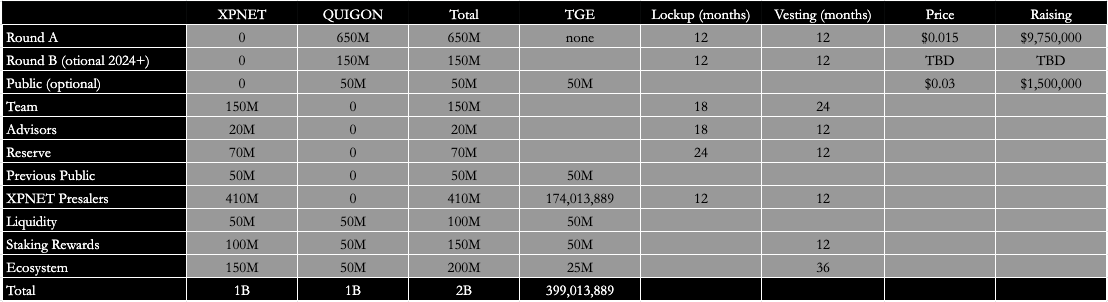 XPNET QUIGON Total TGE Lockup (months) Vesting (months) Price Raising
Round A 0 650M 650M none 12 12 $0.015 $9,750,000
Round B (otional 2024+) 0 150M 150M 12 12 TBD TBD
Public (optional) 0 50M 50M 50M $0.03 $1,500,000
Team 150M 0 150M 18 24
Advisors 20M 0 20M 18 12
Reserve 70M 0 70M 24 12
Previous Public 50M 0 50M 50M
XPNET Presalers 410M 0 410M 174,013,889 12 12
Liquidity 50M 50M 100M 50M
Staking Rewards 100M 50M 150M 50M 12
Ecosystem 150M 50M 200M 25M 36
Total 1B 1B 2B 399,013,889